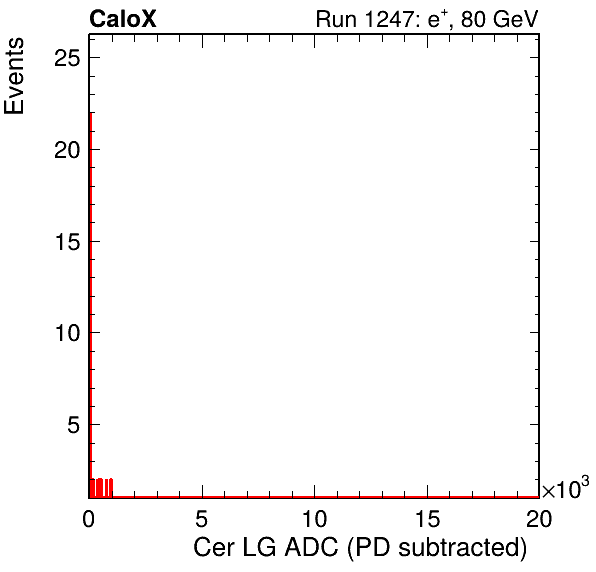 CaloX Run 1247: e⁺, 80 GeV
Events
25
20
15
10
5
0 5 10 15 20
×10³
Cer LG ADC (PD subtracted)